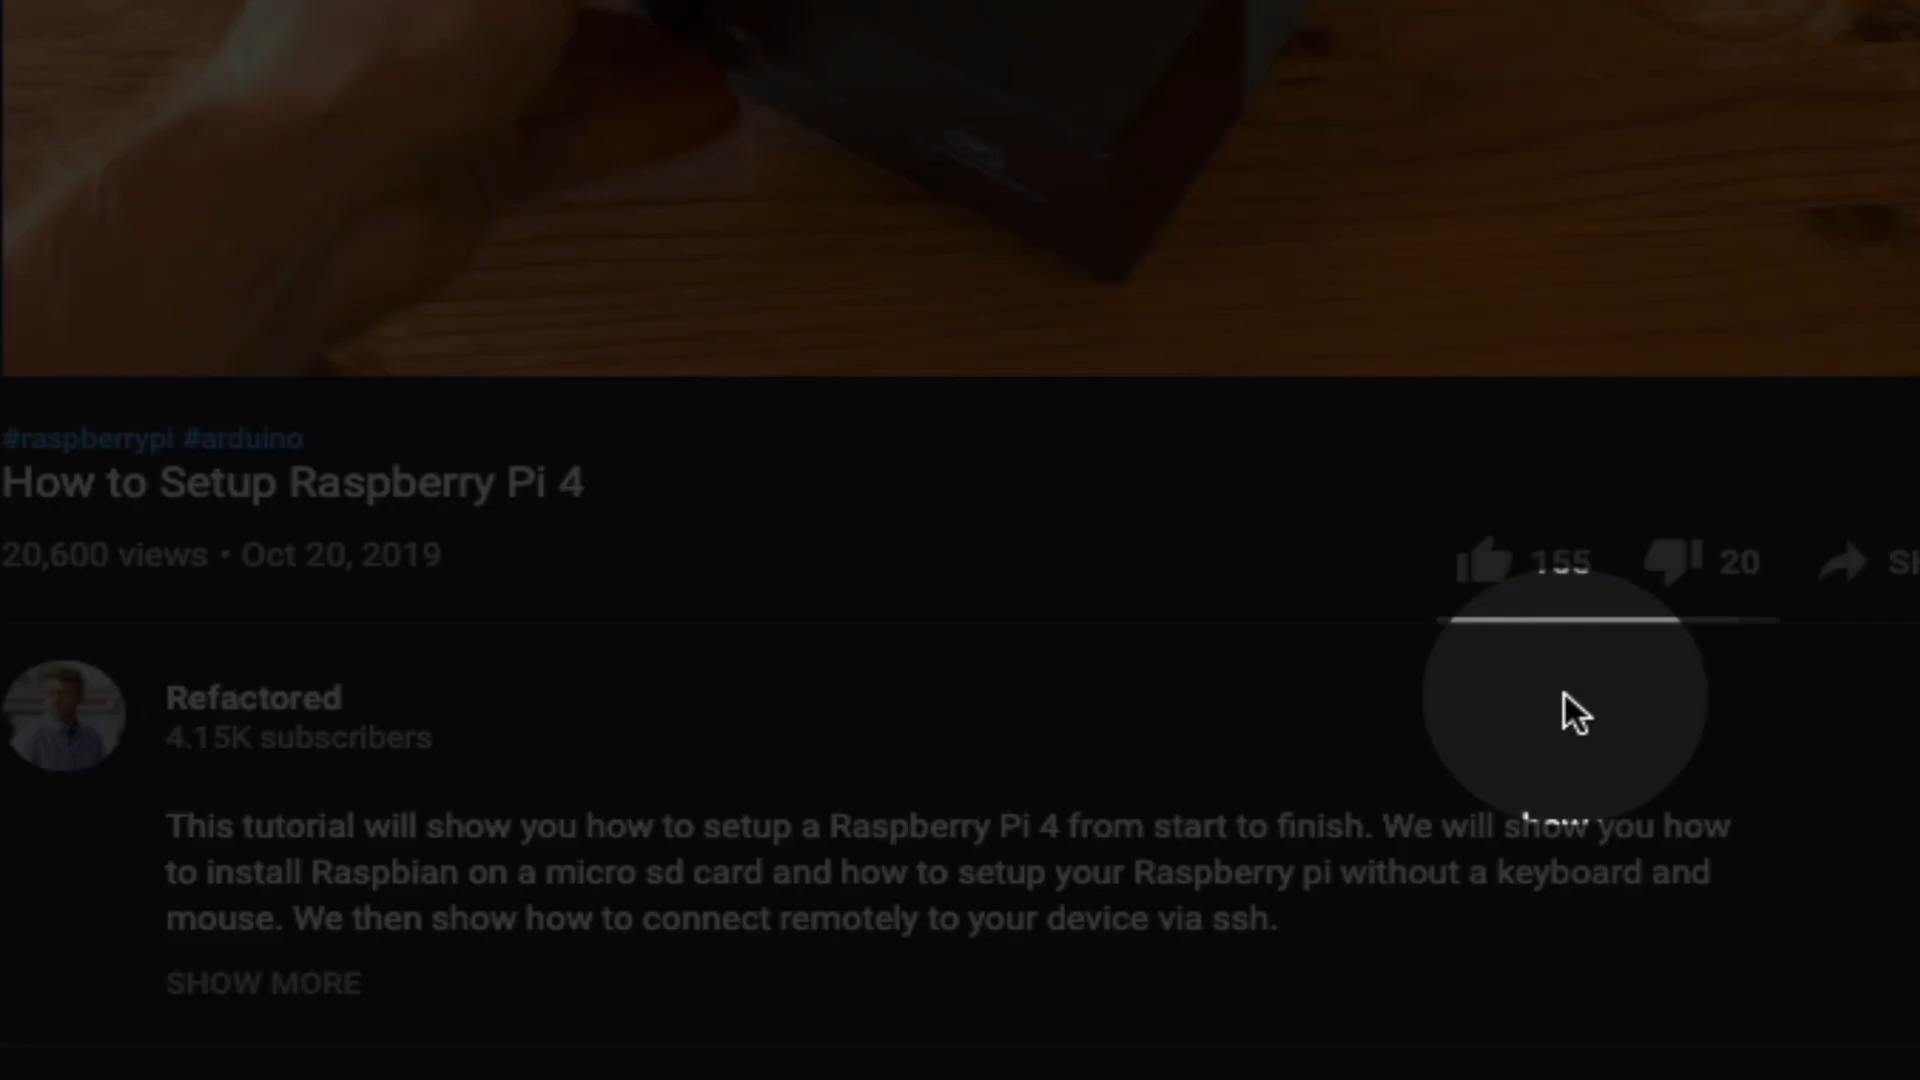 #raspberrypi #arduino
How to Setup Raspberry Pi 4
20,600 views • Oct 20, 2019
155 20 SH
Refactored
4.15K subscribers
This tutorial will show you how to setup a Raspberry Pi 4 from start to finish. We will show you how
to install Raspbian on a micro sd card and how to setup your Raspberry pi without a keyboard and
mouse. We then show how to connect remotely to your device via ssh.
SHOW MORE